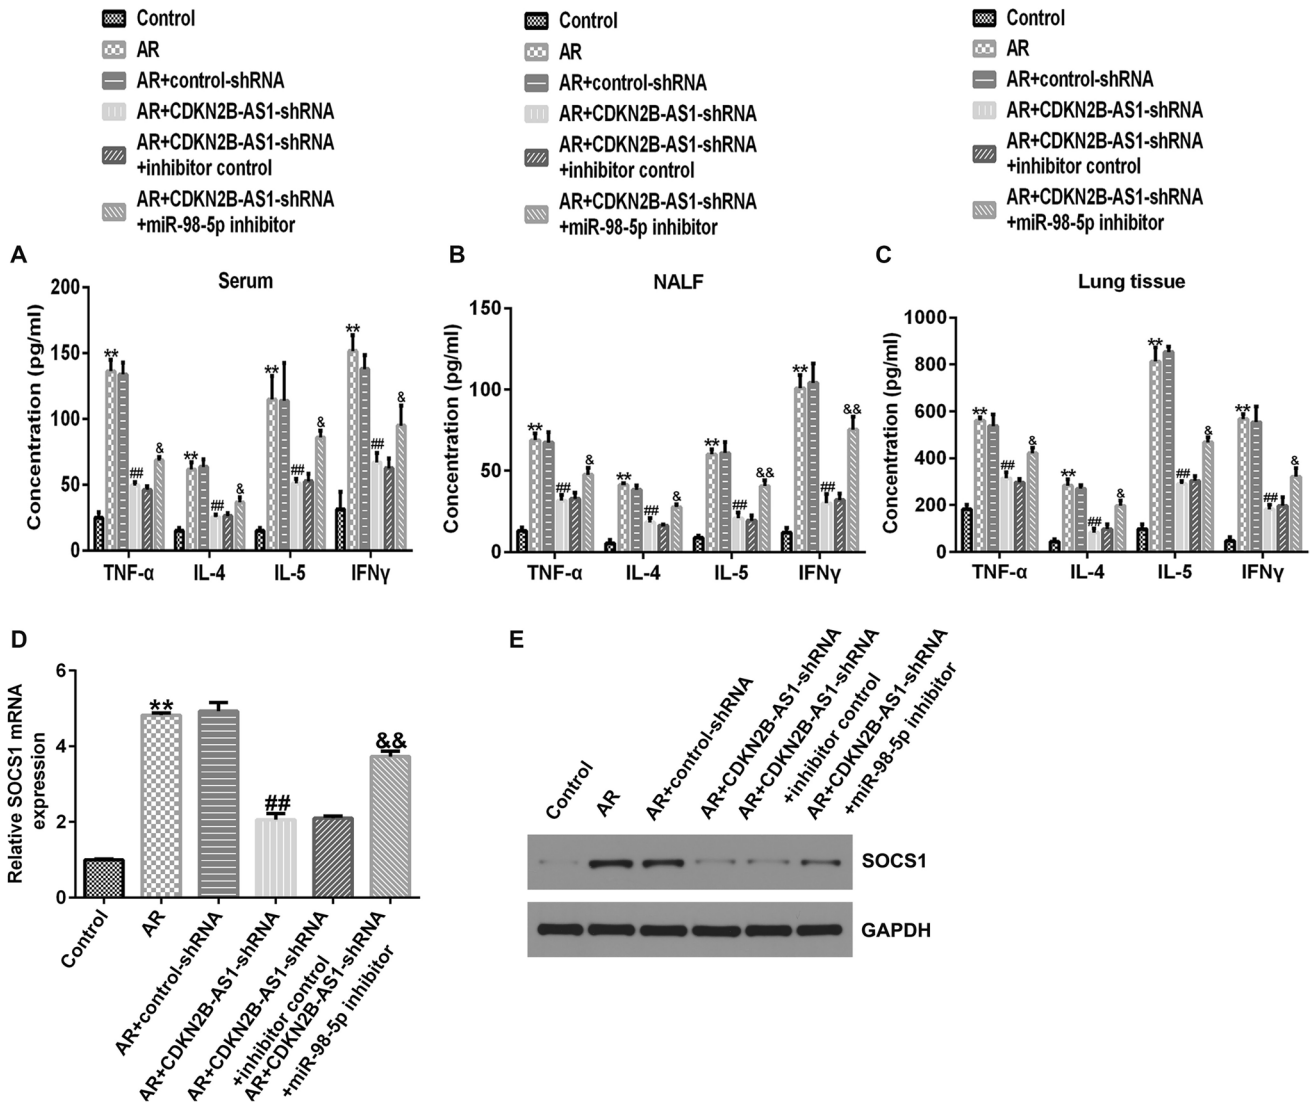 Control
AR
AR+control-shRNA
AR+CDKN2B-AS1-shRNA
AR+CDKN2B-AS1-shRNA
+inhibitor control
AR+CDKN2B-AS1-shRNA
+miR-98-5p inhibitor
Control
AR
AR+control-shRNA
AR+CDKN2B-AS1-shRNA
AR+CDKN2B-AS1-shRNA
+inhibitor control
AR+CDKN2B-AS1-shRNA
+miR-98-5p inhibitor
Control
AR
AR+control-shRNA
AR+CDKN2B-AS1-shRNA
AR+CDKN2B-AS1-shRNA
+inhibitor control
AR+CDKN2B-AS1-shRNA
+miR-98-5p inhibitor
A
Serum
Concentration (pg/ml)
200
150
100
50
0
** ## &
** ## &
** ## &
** ## &
TNF-α IL-4 IL-5 IFNγ
B
NALF
Concentration (pg/ml)
150
100
50
0
** ## &
** ## &
** ## &&
** ## &&
TNF-α IL-4 IL-5 IFNγ
C
Lung tissue
Concentration (pg/ml)
1000
800
600
400
200
0
** ## &
** ## &
** ## &
** ## &
TNF-α IL-4 IL-5 IFNγ
D
Relative SOCS1 mRNA
expression
6
4
2
0
** ## &&
Control
AR
AR+control-shRNA
AR+CDKN2B-AS1-shRNA
AR+CDKN2B-AS1-shRNA
+inhibitor control
AR+CDKN2B-AS1-shRNA
+miR-98-5p inhibitor
E
Control
AR
AR+control-shRNA
AR+CDKN2B-AS1-shRNA
AR+CDKN2B-AS1-shRNA
+inhibitor control
AR+CDKN2B-AS1-shRNA
+miR-98-5p inhibitor
SOCS1
GAPDH